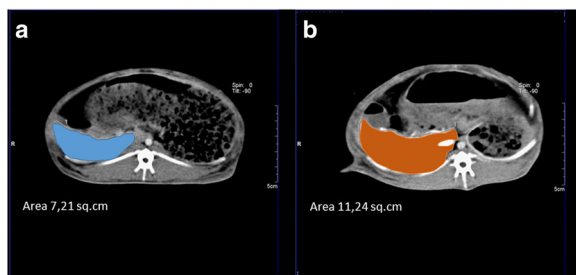 a
Spin: 0
Tilt: -90
R
5cm
Area 7,21 sq.cm
b
Spin: 0
Tilt: -90
R
5cm
Area 11,24 sq.cm